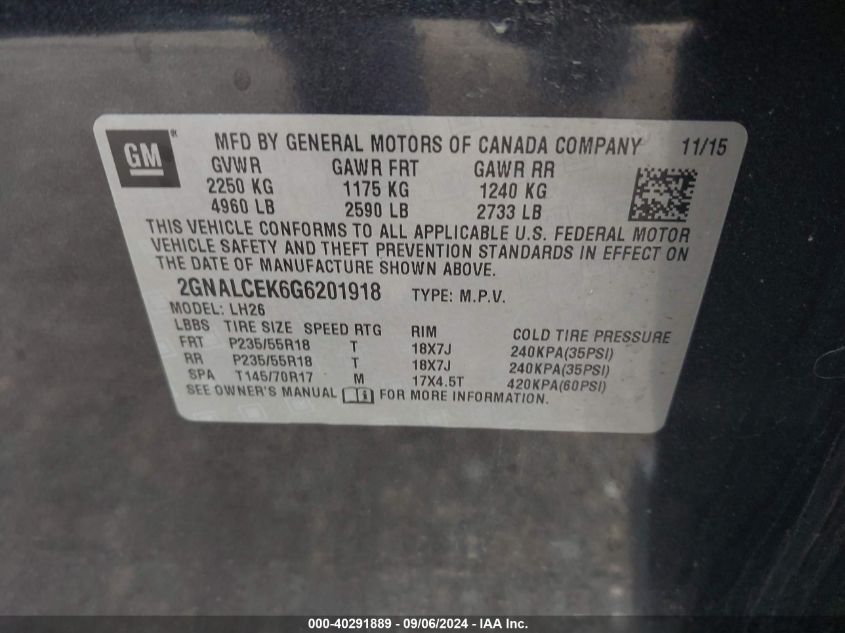 GM
MFD BY GENERAL MOTORS OF CANADA COMPANY 11/15
GVWR GAWR FRT GAWR RR
2250 KG 1175 KG 1240 KG
4960 LB 2590 LB 2733 LB
THIS VEHICLE CONFORMS TO ALL APPLICABLE U.S. FEDERAL MOTOR
VEHICLE SAFETY AND THEFT PREVENTION STANDARDS IN EFFECT ON
THE DATE OF MANUFACTURE SHOWN ABOVE.
2GNALCEK6G6201918 TYPE: M.P.V.
MODEL: LH26
LBBS TIRE SIZE SPEED RTG RIM COLD TIRE PRESSURE
FRT P235/55R18 T 18X7J 240KPA(35PSI)
RR P235/55R18 T 18X7J 240KPA(35PSI)
SPA T145/70R17 M 17X4.5T 420KPA(60PSI)
SEE OWNER'S MANUAL FOR MORE INFORMATION.
000-40291889 - 09/06/2024 - IAA Inc.